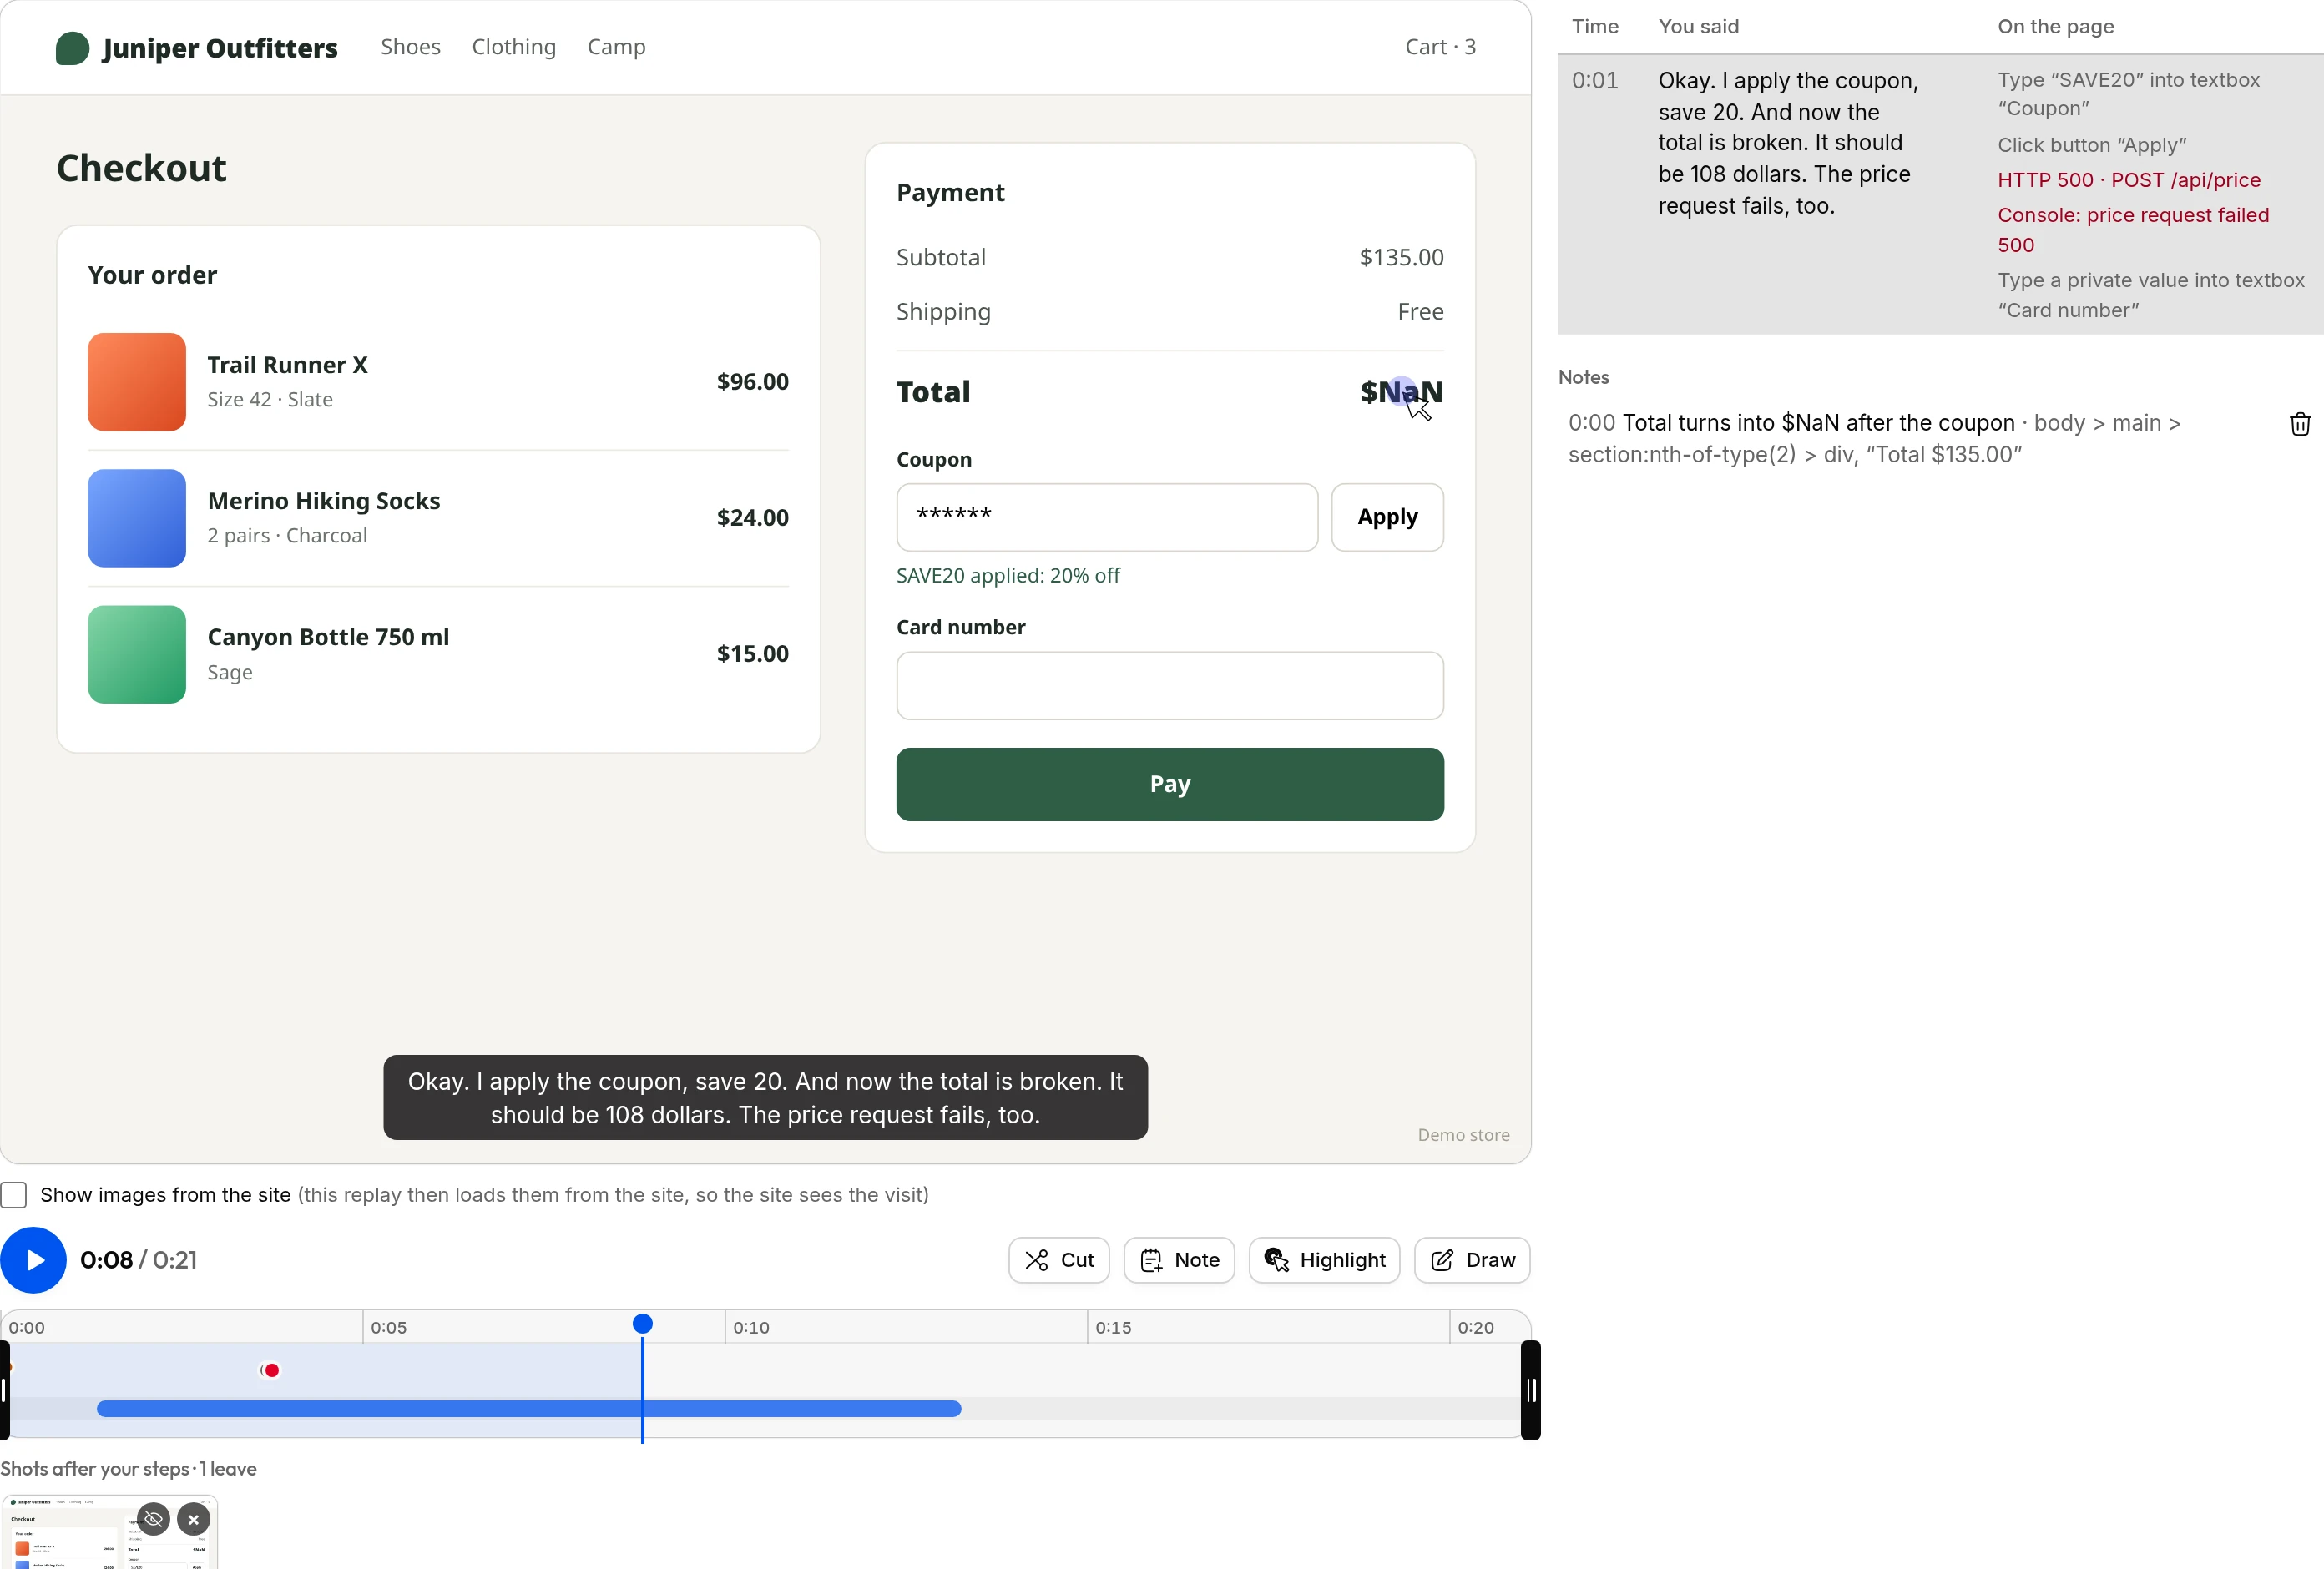 Juniper Outfitters
Shoes
Clothing
Camp
Cart · 3
Checkout
Your order
Trail Runner X
Size 42 · Slate
$96.00
Merino Hiking Socks
2 pairs · Charcoal
$24.00
Canyon Bottle 750 ml
Sage
$15.00
Payment
Subtotal
$135.00
Shipping
Free
Total
$NaN
Coupon
******
Apply
SAVE20 applied: 20% off
Card number
Pay
Okay. I apply the coupon, save 20. And now the total is broken. It
should be 108 dollars. The price request fails, too.
Demo store
Show images from the site (this replay then loads them from the site, so the site sees the visit)
0:08 / 0:21
Cut
Note
Highlight
Draw
0:00
0:05
0:10
0:15
0:20
Shots after your steps · 1 leave
Juniper Outfitters
Checkout
Your order
Total
$NaN
Time
You said
On the page
0:01
Okay. I apply the coupon,
save 20. And now the
total is broken. It should
be 108 dollars. The price
request fails, too.
Type “SAVE20” into textbox
“Coupon”
Click button “Apply”
HTTP 500 · POST /api/price
Console: price request failed
500
Type a private value into textbox
“Card number”
Notes
0:00 Total turns into $NaN after the coupon · body > main >
section:nth-of-type(2) > div, “Total $135.00”